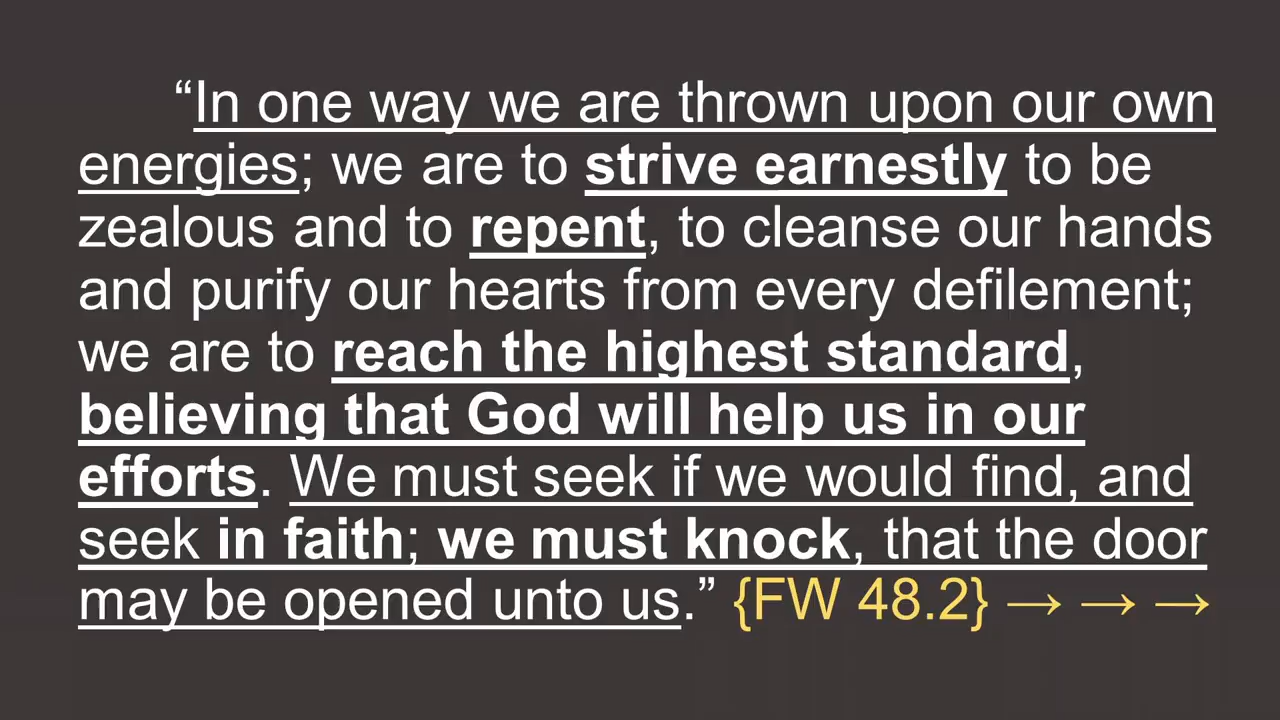 “In one way we are thrown upon our own
energies; we are to strive earnestly to be
zealous and to repent, to cleanse our hands
and purify our hearts from every defilement;
we are to reach the highest standard,
believing that God will help us in our
efforts. We must seek if we would find, and
seek in faith; we must knock, that the door
may be opened unto us.” {FW 48.2} → → →